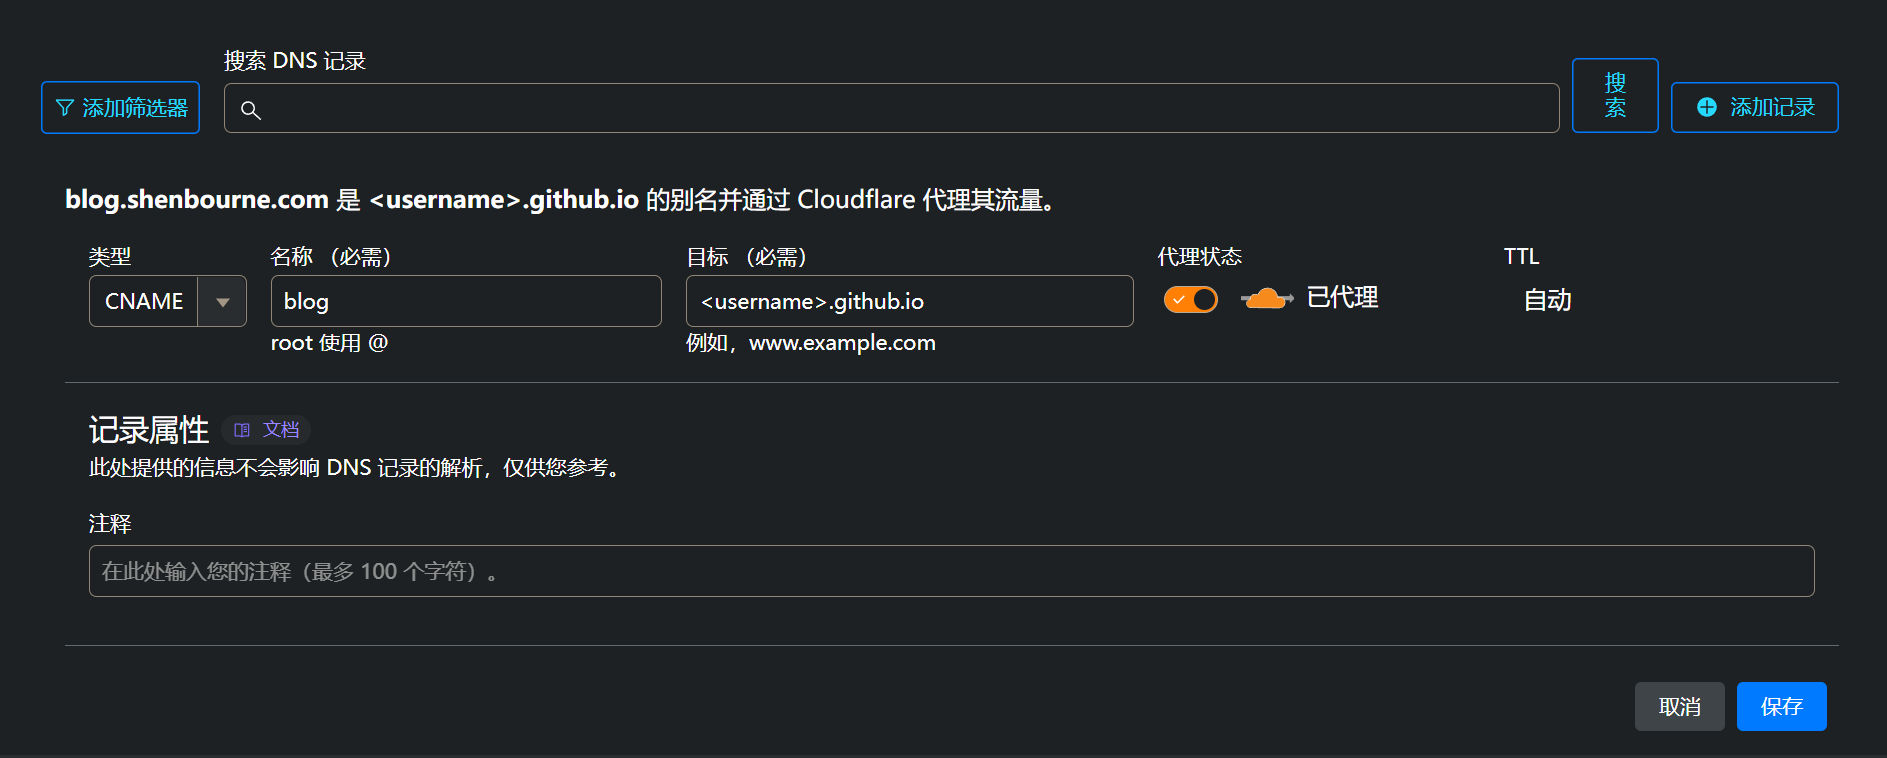 搜索 DNS 记录
添加筛选器
搜索
添加记录
blog.shenbourne.com 是 <username>.github.io 的别名并通过 Cloudflare 代理其流量。
类型 名称 （必需） 目标 （必需） 代理状态 TTL
CNAME blog <username>.github.io 已代理 自动
root 使用 @ 例如，www.example.com
记录属性 文档
此处提供的信息不会影响 DNS 记录的解析，仅供您参考。
注释
在此处输入您的注释（最多 100 个字符）。
取消 保存